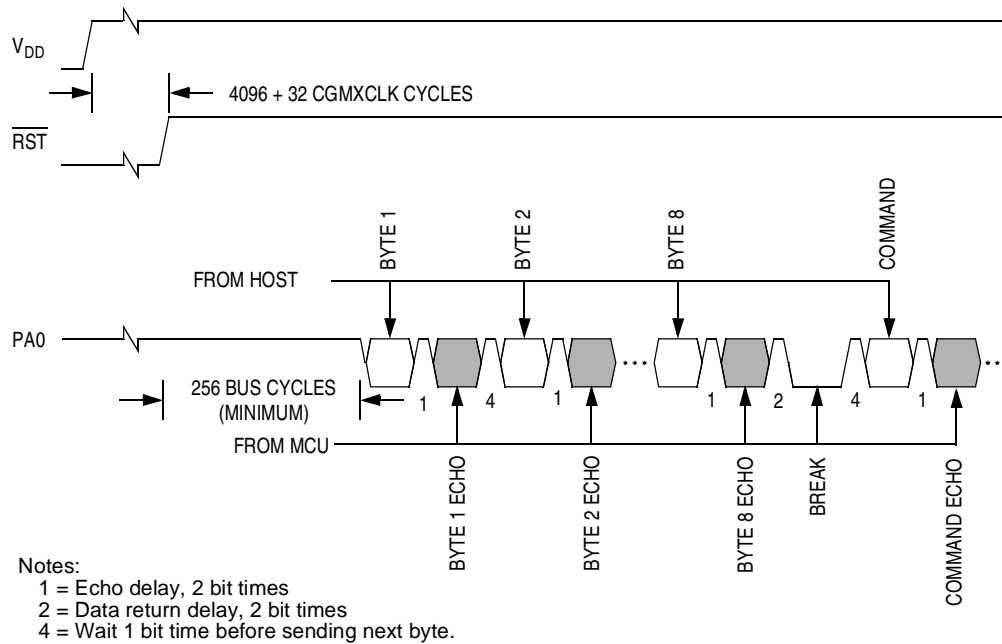 VDD
4096 + 32 CGMXCLK CYCLES
RST
BYTE 1
BYTE 2
BYTE 8
COMMAND
FROM HOST
PA0
256 BUS CYCLES
(MINIMUM)
1
4
1
1
2
4
1
FROM MCU
BYTE 1 ECHO
BYTE 2 ECHO
BYTE 8 ECHO
BREAK
COMMAND ECHO
Notes:
1 = Echo delay, 2 bit times
2 = Data return delay, 2 bit times
4 = Wait 1 bit time before sending next byte.